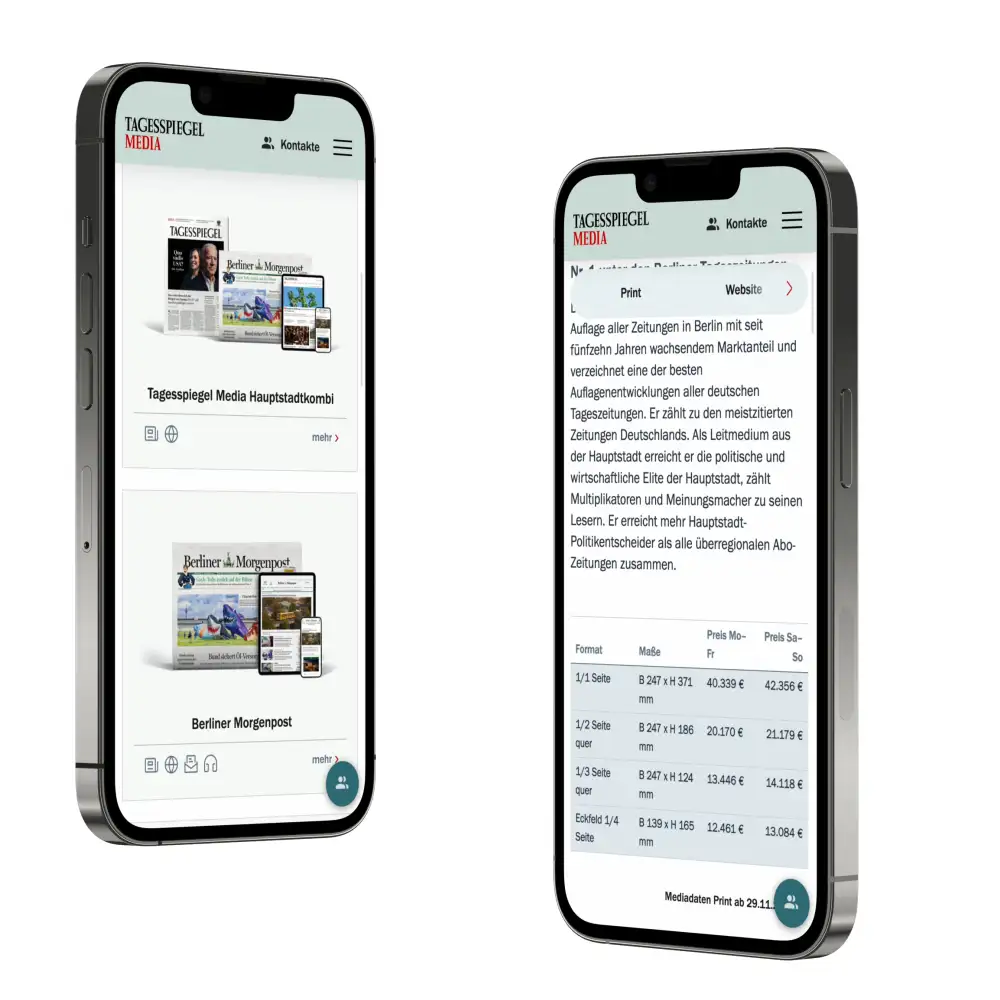 TAGESSPIEGEL
MEDIA
Kontakte
TAGESSPIEGEL
Berliner Morgenpost
Tagesspiegel Media Hauptstadtkombi
mehr
Berliner Morgenpost
Berliner Morgenpost
mehr
TAGESSPIEGEL
MEDIA
Kontakte
Nr. 1 unter den Berliner Tageszeitungen
Print
Website
Auflage aller Zeitungen in Berlin mit seit
fünfzehn Jahren wachsendem Marktanteil und
verzeichnet eine der besten
Auflagenentwicklungen aller deutschen
Tageszeitungen. Er zählt zu den meistzitierten
Zeitungen Deutschlands. Als Leitmedium aus
der Hauptstadt erreicht er die politische und
wirtschaftliche Elite der Hauptstadt, zählt
Multiplikatoren und Meinungsmacher zu seinen
Lesern. Er erreicht mehr Hauptstadt-
Politikentscheider als alle überregionalen Abo-
Zeitungen zusammen.
Format Maße Preis Mo–Fr Preis Sa–So
1/1 Seite B 247 x H 371 mm 40.339 € 42.356 €
1/2 Seite quer B 247 x H 186 mm 20.170 € 21.179 €
1/3 Seite quer B 247 x H 124 mm 13.446 € 14.118 €
Eckfeld 1/4 Seite B 139 x H 165 mm 12.461 € 13.084 €
Mediadaten Print ab 29.11.